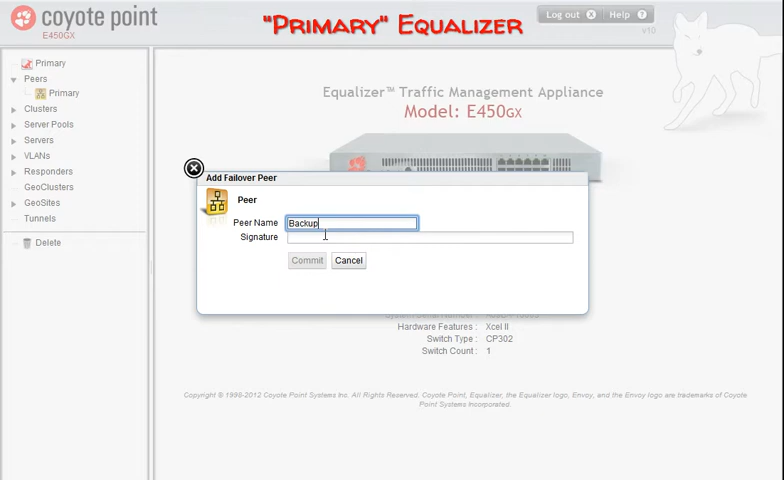 coyote point
E450GX
"Primary" Equalizer
Log out
Help ?
v10
Primary
Peers
Primary
Clusters
Server Pools
Servers
VLANs
Responders
GeoClusters
GeoSites
Tunnels
Delete
Equalizer™ Traffic Management Appliance
Model: E450GX
Add Failover Peer
Peer
Peer Name Backup
Signature
Commit Cancel
Hardware Features : Xcel II
Switch Type : CP302
Switch Count : 1
Copyright © 1996-2012 Coyote Point Systems Inc. All Rights Reserved. Coyote Point, Equalizer, the Equalizer logo, Envoy, and the Envoy logo are trademarks of Coyote
Point Systems Incorporated.